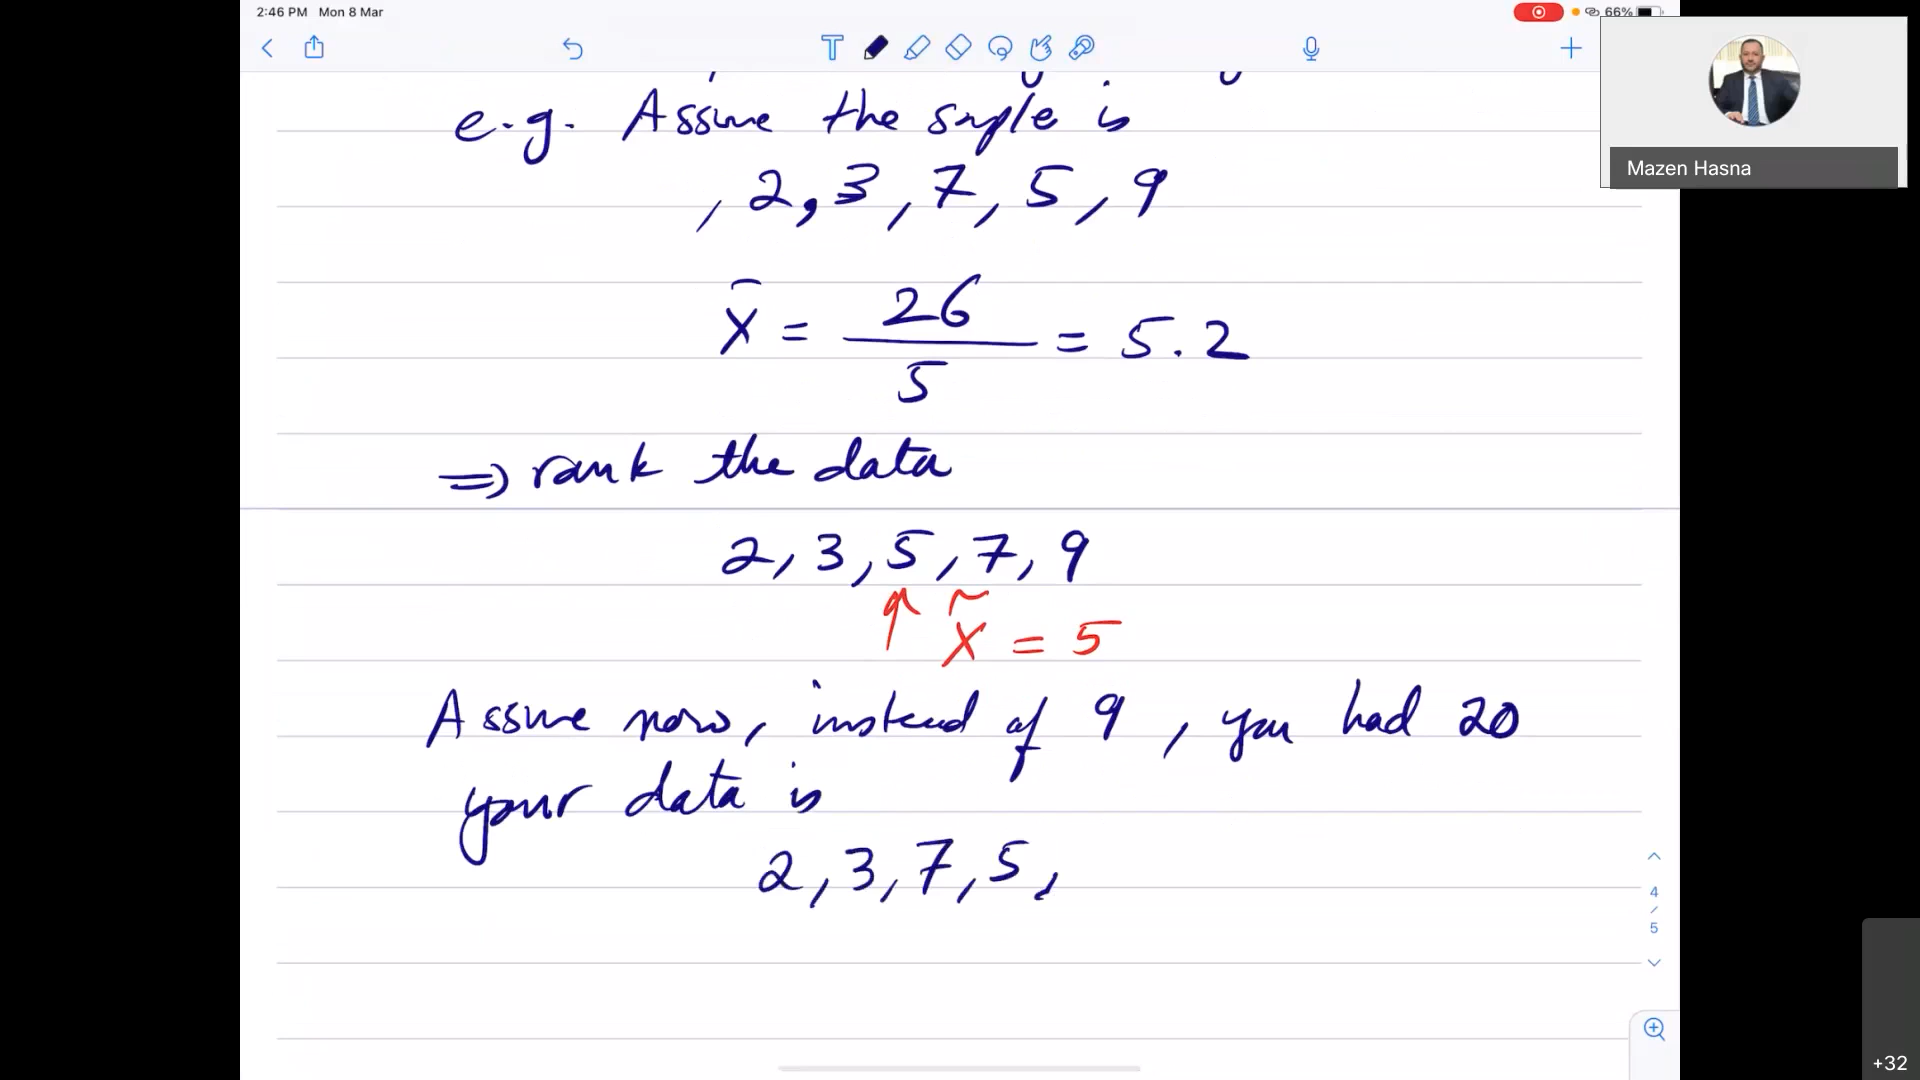 2:46 PM Mon 8 Mar
66%
Mazen Hasna
e.g. Assume the sample is
, 2, 3, 7, 5, 9
X̄ = 26/5 = 5.2
⇒ rank the data
2, 3, 5, 7, 9
↑ X̃ = 5
Assume now, instead of 9, you had 20
your data is
2, 3, 7, 5,
4
/
5
+32